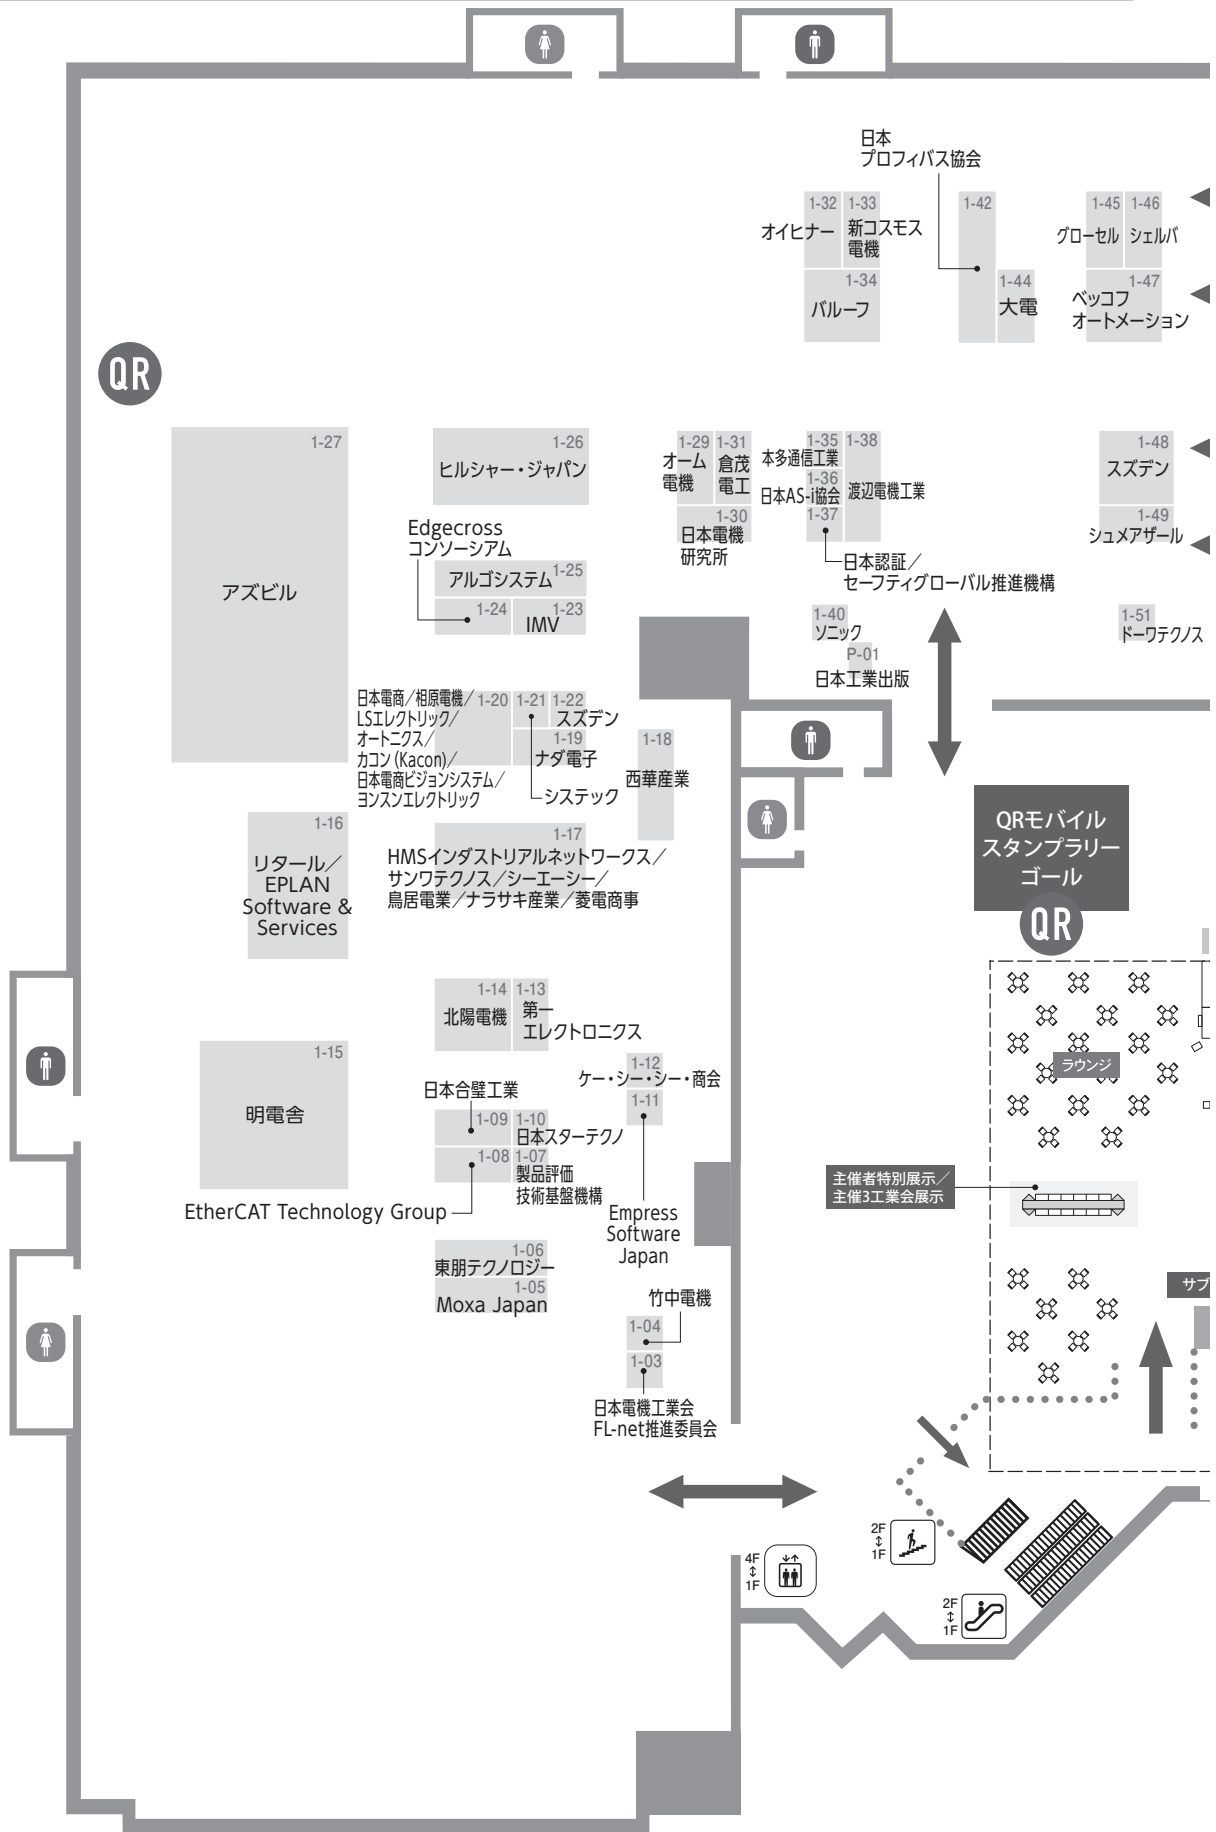 日本
プロフィバス協会
1-32
1-33
1-42
1-45
1-46
オイヒナー
新コスモス
電機
グローセル
シェルパ
1-34
バルーフ
1-44
大電
1-47
ベッコフ
オートメーション
QR
1-27
アズビル
1-26
ヒルシャー・ジャパン
1-29
オーム
電機
1-31
倉茂
電工
1-30
日本電機
研究所
1-35
本多通信工業
1-36
日本AS-i協会
1-37
1-38
渡辺電機工業
日本認証／
セーフティグローバル推進機構
1-48
スズデン
1-49
シュメアザール
Edgecross
コンソーシアム
1-25
アルゴシステム
1-24
1-23
IMV
1-40
ソニック
P-01
日本工業出版
1-51
ドーワテクノス
日本電商／相原電機／
LSエレクトリック／
オートニクス／
カコン (Kacon)／
日本電商ビジョンシステム／
ヨンスンエレクトリック
1-20
1-21
1-22
スズデン
1-19
ナダ電子
システック
1-18
西華産業
1-16
リタール／
EPLAN
Software &
Services
1-17
HMSインダストリアルネットワークス／
サンワテクノス／シーエーシー／
鳥居電業／ナラサキ産業／菱電商事
QRモバイル
スタンプラリー
ゴール
QR
1-14
北陽電機
1-13
第一
エレクトロニクス
1-15
明電舎
1-12
ケー・シー・シー・商会
1-11
日本合璧工業
1-09
1-10
日本スターテクノ
1-08
1-07
製品評価
技術基盤機構
EtherCAT Technology Group
Empress
Software
Japan
ラウンジ
主催者特別展示／
主催3工業会展示
1-06
東朋テクノロジー
1-05
Moxa Japan
竹中電機
1-04
1-03
日本電機工業会
FL-net推進委員会
サブ
2F
↕
1F
4F
↕
1F
2F
↕
1F